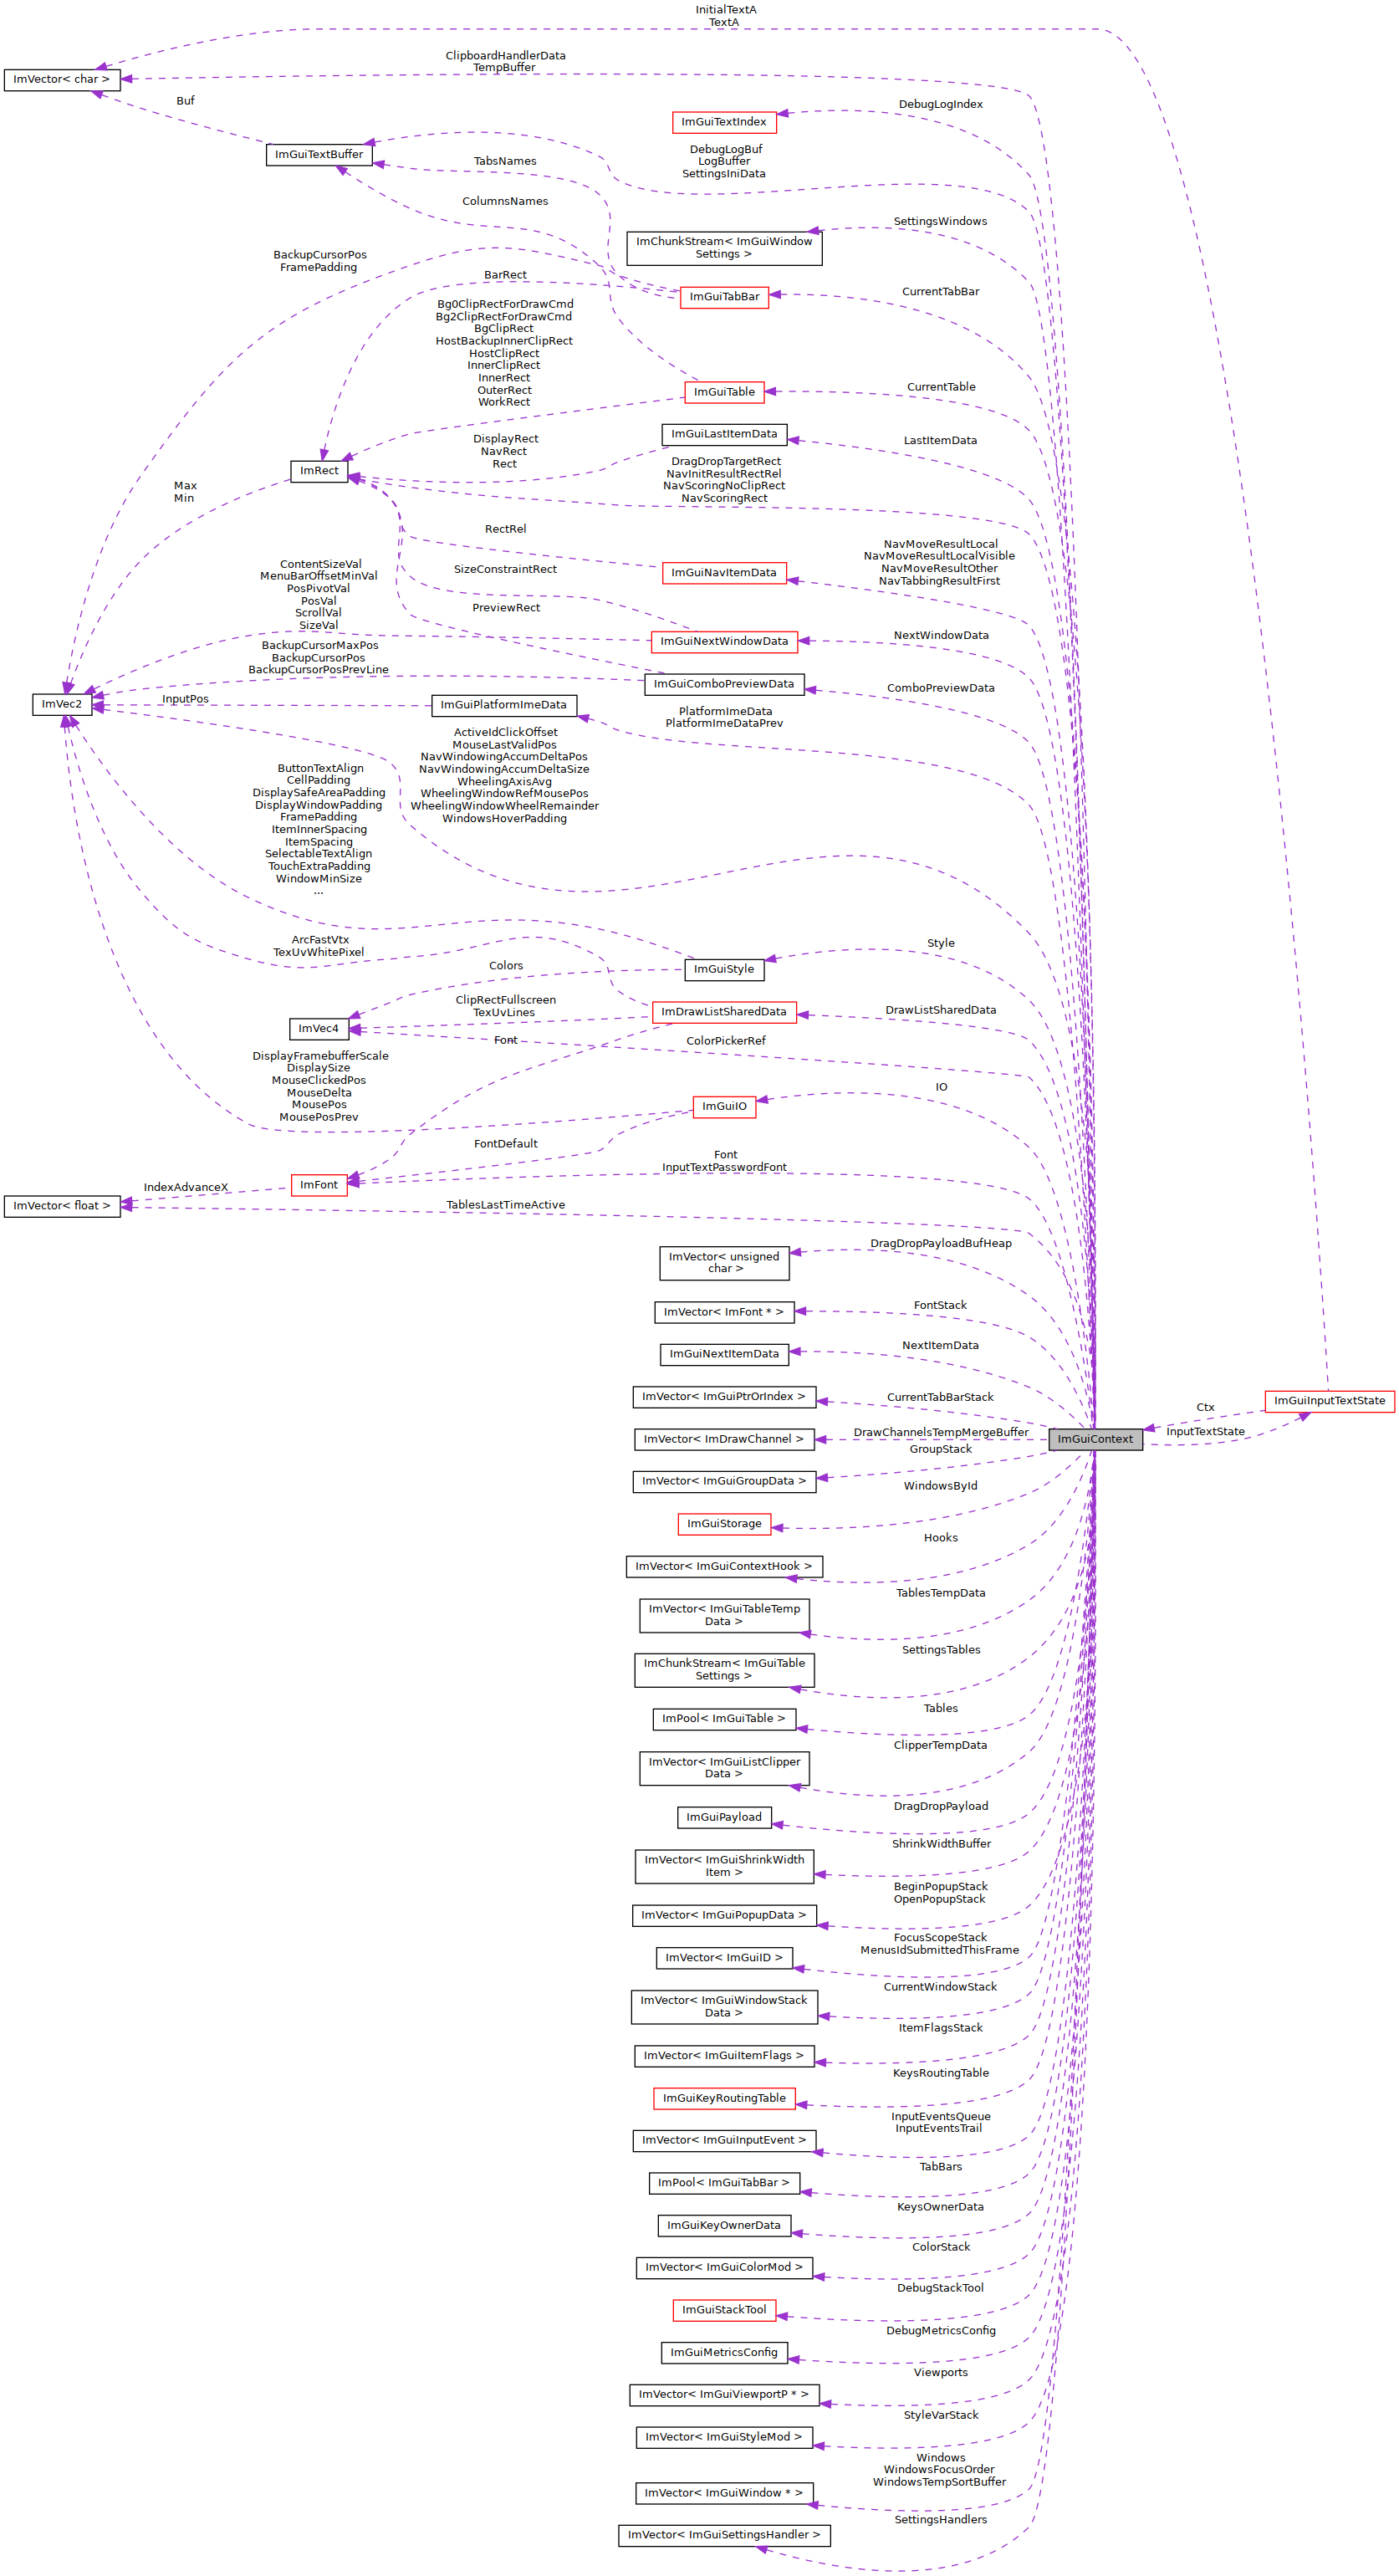 InitialTextA
TextA
ClipboardHandlerData
TempBuffer
ImVector< char >
Buf
DebugLogIndex
ImGuiTextIndex
DebugLogBuf
LogBuffer
SettingsIniData
ImGuiTextBuffer
TabsNames
ColumnsNames
SettingsWindows
ImChunkStream< ImGuiWindow
Settings >
BackupCursorPos
FramePadding
BarRect
CurrentTabBar
ImGuiTabBar
Bg0ClipRectForDrawCmd
Bg2ClipRectForDrawCmd
BgClipRect
HostBackupInnerClipRect
HostClipRect
InnerClipRect
InnerRect
OuterRect
WorkRect
CurrentTable
ImGuiTable
ImGuiLastItemData
LastItemData
DisplayRect
NavRect
Rect
ImRect
DragDropTargetRect
NavInitResultRectRel
NavScoringNoClipRect
NavScoringRect
Max
Min
RectRel
NavMoveResultLocal
NavMoveResultLocalVisible
NavMoveResultOther
NavTabbingResultFirst
ImGuiNavItemData
SizeConstraintRect
ContentSizeVal
MenuBarOffsetMinVal
PosPivotVal
PosVal
ScrollVal
SizeVal
PreviewRect
NextWindowData
ImGuiNextWindowData
BackupCursorMaxPos
BackupCursorPos
BackupCursorPosPrevLine
ImGuiComboPreviewData
ComboPreviewData
ImVec2
InputPos
ImGuiPlatformImeData
PlatformImeData
PlatformImeDataPrev
ActiveIdClickOffset
MouseLastValidPos
NavWindowingAccumDeltaPos
NavWindowingAccumDeltaSize
WheelingAxisAvg
WheelingWindowRefMousePos
WheelingWindowWheelRemainder
WindowsHoverPadding
ButtonTextAlign
CellPadding
DisplaySafeAreaPadding
DisplayWindowPadding
FramePadding
ItemInnerSpacing
ItemSpacing
SelectableTextAlign
TouchExtraPadding
WindowMinSize
...
ArcFastVtx
TexUvWhitePixel
Style
Colors
ImGuiStyle
ClipRectFullscreen
TexUvLines
ImDrawListSharedData
DrawListSharedData
ImVec4
Font
ColorPickerRef
DisplayFramebufferScale
DisplaySize
MouseClickedPos
MouseDelta
MousePos
MousePosPrev
IO
ImGuiIO
FontDefault
Font
InputTextPasswordFont
ImFont
IndexAdvanceX
ImVector< float >
TablesLastTimeActive
DragDropPayloadBufHeap
ImVector< unsigned
char >
FontStack
ImVector< ImFont * >
NextItemData
ImGuiNextItemData
CurrentTabBarStack
ImVector< ImGuiPtrOrIndex >
ImGuiInputTextState
Ctx
InputTextState
ImGuiContext
DrawChannelsTempMergeBuffer
ImVector< ImDrawChannel >
GroupStack
ImVector< ImGuiGroupData >
WindowsById
ImGuiStorage
Hooks
ImVector< ImGuiContextHook >
TablesTempData
ImVector< ImGuiTableTemp
Data >
SettingsTables
ImChunkStream< ImGuiTable
Settings >
Tables
ImPool< ImGuiTable >
ClipperTempData
ImVector< ImGuiListClipper
Data >
DragDropPayload
ImGuiPayload
ShrinkWidthBuffer
ImVector< ImGuiShrinkWidth
Item >
BeginPopupStack
OpenPopupStack
ImVector< ImGuiPopupData >
FocusScopeStack
MenusIdSubmittedThisFrame
ImVector< ImGuiID >
CurrentWindowStack
ImVector< ImGuiWindowStack
Data >
ItemFlagsStack
ImVector< ImGuiItemFlags >
KeysRoutingTable
ImGuiKeyRoutingTable
InputEventsQueue
InputEventsTrail
ImVector< ImGuiInputEvent >
TabBars
ImPool< ImGuiTabBar >
KeysOwnerData
ImGuiKeyOwnerData
ColorStack
ImVector< ImGuiColorMod >
DebugStackTool
ImGuiStackTool
DebugMetricsConfig
ImGuiMetricsConfig
Viewports
ImVector< ImGuiViewportP * >
StyleVarStack
ImVector< ImGuiStyleMod >
Windows
WindowsFocusOrder
WindowsTempSortBuffer
ImVector< ImGuiWindow * >
SettingsHandlers
ImVector< ImGuiSettingsHandler >